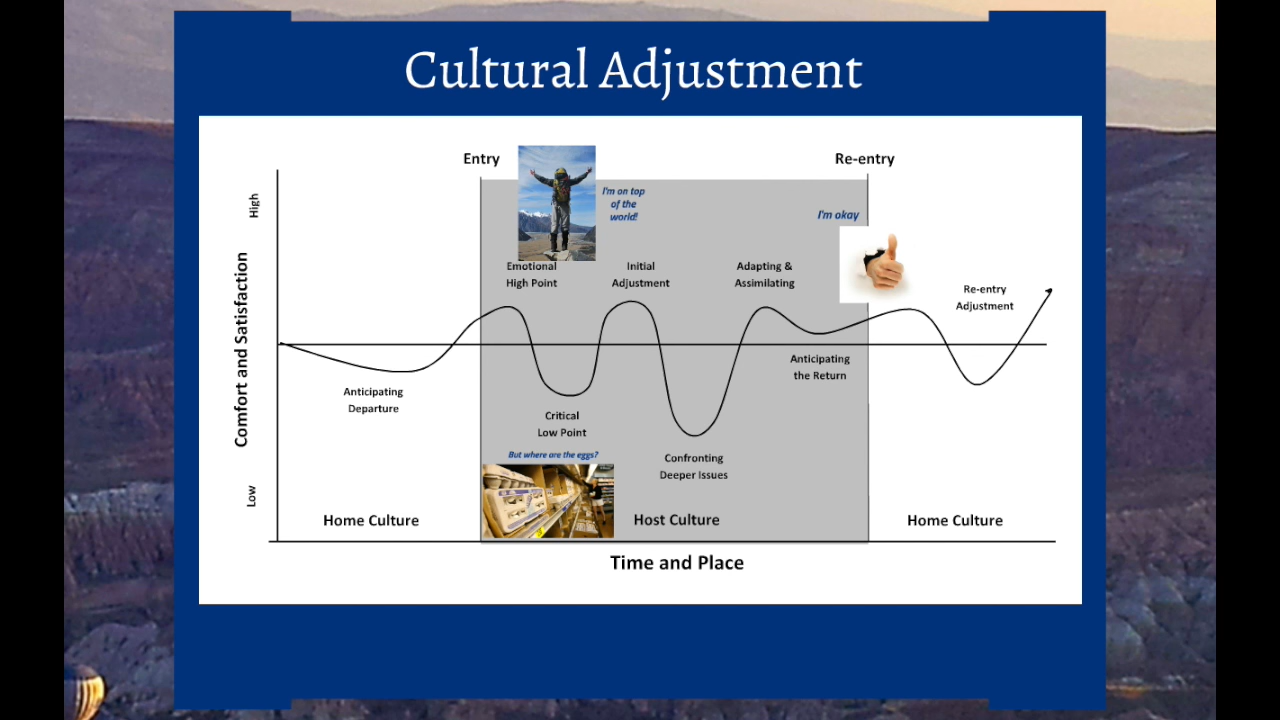 Cultural Adjustment
Entry
Re-entry
I'm on top
of the
world!
I'm okay
High
Comfort and Satisfaction
Low
Emotional
High Point
Initial
Adjustment
Adapting &
Assimilating
Re-entry
Adjustment
Anticipating
Departure
Anticipating
the Return
Critical
Low Point
But where are the eggs?
Confronting
Deeper Issues
Home Culture
Host Culture
Home Culture
Time and Place